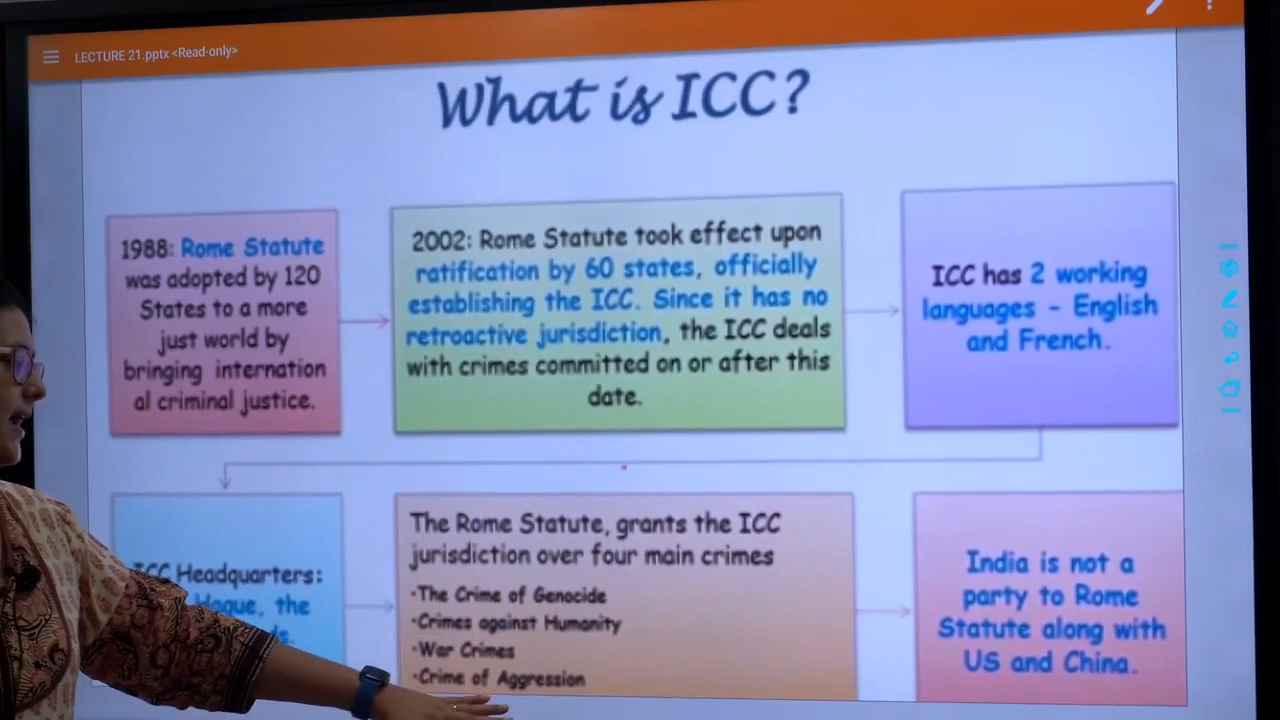 LECTURE 21.pptx <Read-only>
What is ICC?
1988: Rome Statute
was adopted by 120
States to a more
just world by
bringing internation
al criminal justice.
2002: Rome Statute took effect upon
ratification by 60 states, officially
establishing the ICC. Since it has no
retroactive jurisdiction, the ICC deals
with crimes committed on or after this
date.
ICC has 2 working
languages - English
and French.
ICC Headquarters:
Hague, the
The Rome Statute, grants the ICC
jurisdiction over four main crimes
•The Crime of Genocide
•Crimes against Humanity
•War Crimes
•Crime of Aggression
India is not a
party to Rome
Statute along with
US and China.